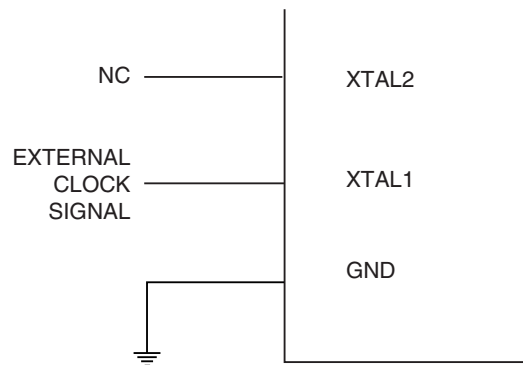 NC
XTAL2
EXTERNAL
CLOCK
SIGNAL
XTAL1
GND